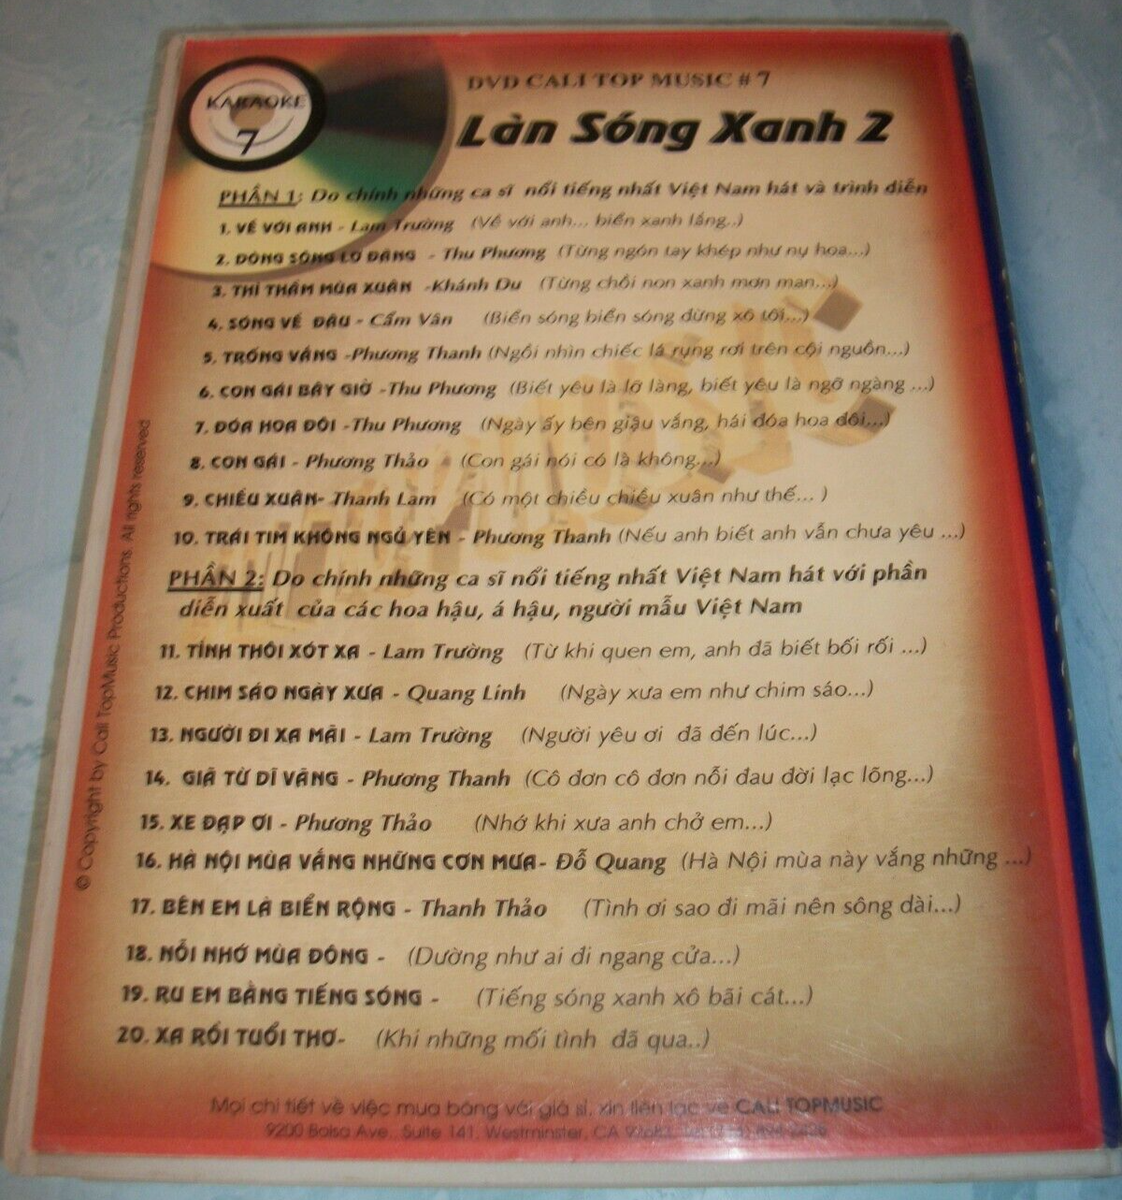 KARAOKE
7
DVD CALI TOP MUSIC # 7
Làn Sóng Xanh 2
PHẦN 1: Do chính những ca sĩ nổi tiếng nhất Việt Nam hát và trình diễn
1. VỀ VỚI ANH - Lam Trường (Về với anh... biển xanh lắng..)
2. DÒNG SÔNG LƠ ĐÃNG - Thu Phương (Từng ngón tay khép như nụ hoa...)
3. THÌ THẦM MÙA XUÂN -Khánh Du (Từng chồi non xanh mơn man...)
4. SÓNG VỀ ĐÂU - Cẩm Vân (Biển sóng biển sóng đừng xô tôi...)
5. TRỐNG VẮNG -Phương Thanh (Ngồi nhìn chiếc lá rụng rơi trên cội nguồn...)
6. CON GÁI BÂY GIỜ -Thu Phương (Biết yêu là lỡ làng, biết yêu là ngỡ ngàng ...)
7. ĐÓA HOA ĐÔI -Thu Phương (Ngày ấy bên giậu vắng, hái đóa hoa đôi...)
8. CON GÁI - Phương Thảo (Con gái nói có là không...)
9. CHIỀU XUÂN- Thanh Lam (Có một chiều chiều xuân như thế... )
10. TRÁI TIM KHÔNG NGỦ YÊN - Phương Thanh (Nếu anh biết anh vẫn chưa yêu ...)
PHẦN 2: Do chính những ca sĩ nổi tiếng nhất Việt Nam hát với phần
diễn xuất của các hoa hậu, á hậu, người mẫu Việt Nam
11. TÌNH THÔI XÓT XA - Lam Trường (Từ khi quen em, anh đã biết bối rối ...)
12. CHIM SÁO NGÀY XƯA - Quang Linh (Ngày xưa em như chim sáo...)
13. NGƯỜI ĐI XA MÃI - Lam Trường (Người yêu ơi đã đến lúc...)
14. GIÃ TỪ DĨ VÃNG - Phương Thanh (Cô đơn cô đơn nỗi đau đời lạc lõng...)
15. XE ĐẠP ƠI - Phương Thảo (Nhớ khi xưa anh chở em...)
16. HÀ NỘI MÙA VẮNG NHỮNG CƠN MƯA- Đỗ Quang (Hà Nội mùa này vắng những ...)
17. BÊN EM LÀ BIỂN RỘNG - Thanh Thảo (Tình ơi sao đi mãi nên sông dài...)
18. NỖI NHỚ MÙA ĐÔNG - (Dường như ai đi ngang cửa...)
19. RU EM BẰNG TIẾNG SÓNG - (Tiếng sóng xanh xô bãi cát...)
20. XA RỒI TUỔI THƠ- (Khi những mối tình đã qua..)
Mọi chi tiết về việc mua băng với giá sỉ, xin liên lạc về CALI TOPMUSIC
9200 Bolsa Ave., Suite 141, Westminster, CA
© Copyright by Cali TopMusic Productions. All rights reserved